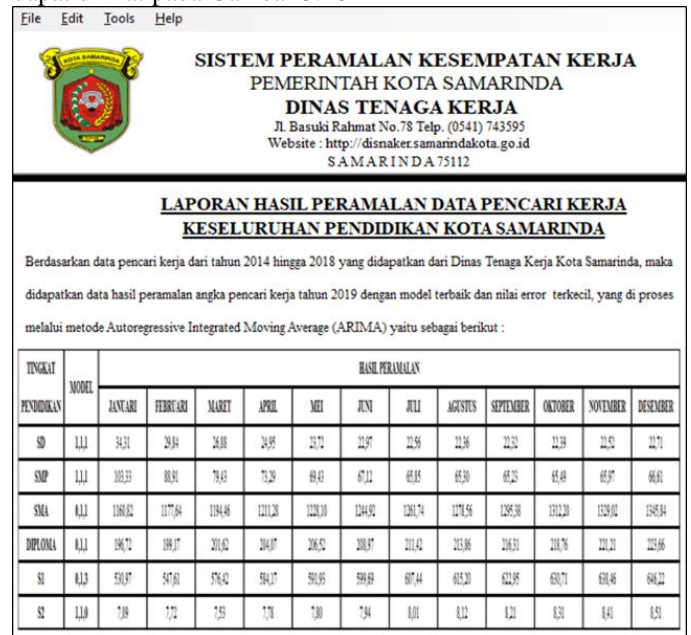 File Edit Tools Help
KOTA SAMARINDA
SISTEM PERAMALAN KESEMPATAN KERJA
PEMERINTAH KOTA SAMARINDA
DINAS TENAGA KERJA
Jl. Basuki Rahmat No.78 Telp. (0541) 743595
Website : http://disnaker.samarindakota.go.id
S A M A R I N D A 75112
LAPORAN HASIL PERAMALAN DATA PENCARI KERJA
KESELURUHAN PENDIDIKAN KOTA SAMARINDA
Berdasarkan data pencari kerja dari tahun 2014 hingga 2018 yang didapatkan dari Dinas Tenaga Kerja Kota Samarinda, maka
didapatkan data hasil peramalan angka pencari kerja tahun 2019 dengan model terbaik dan nilai error terkecil, yang di proses
melalui metode Autoregressive Integrated Moving Average (ARIMA) yaitu sebagai berikut :
TINGKAT PENDIDIKAN MODEL HASIL PERAMALAN
JANUARI FEBRUARI MARET APRIL MEI JUNI JULI AGUSTUS SEPTEMBER OKTOBER NOVEMBER DESEMBER
SD 1,1,1 34,31 29,84 26,88 24,95 23,72 22,97 22,56 22,36 22,32 22,39 22,52 22,71
SMP 1,1,1 103,33 88,91 79,43 73,29 69,43 67,12 65,85 65,30 65,23 65,49 65,97 66,61
SMA 0,1,1 1160,82 1177,64 1194,46 1211,28 1228,10 1244,92 1261,74 1278,56 1295,38 1312,20 1329,02 1345,84
DIPLOMA 0,1,1 196,72 199,17 201,62 204,07 206,52 208,97 211,42 213,86 216,31 218,76 221,21 223,66
S1 0,1,3 530,97 547,61 576,42 584,17 591,93 599,69 607,44 615,20 622,95 630,71 638,46 646,22
S2 1,1,0 7,89 7,72 7,53 7,78 7,80 7,94 8,01 8,12 8,21 8,31 8,41 8,51